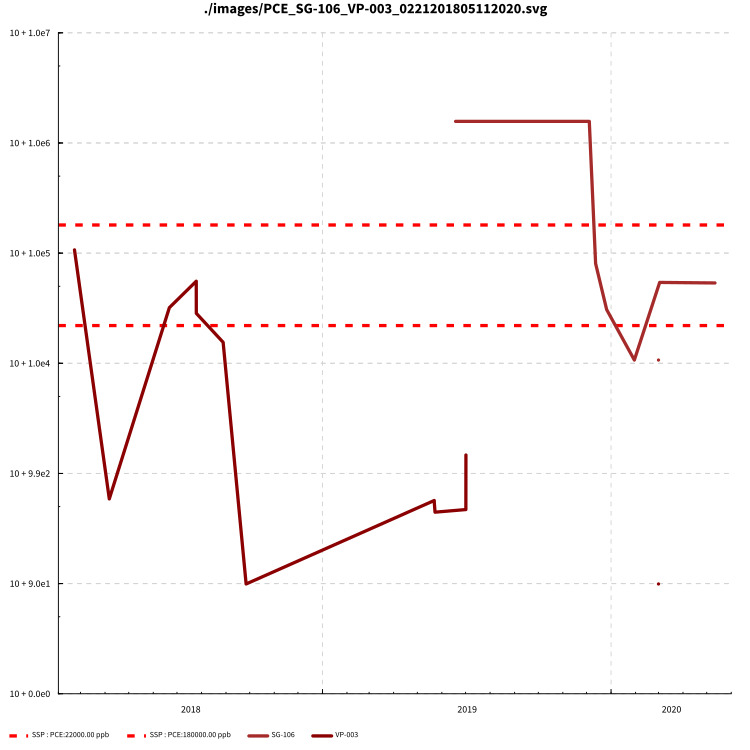 ./images/PCE_SG-106_VP-003_0221201805112020.svg
10 + 1.0e7
10 + 1.0e6
10 + 1.0e5
10 + 1.0e4
10 + 9.9e2
10 + 9.0e1
10 + 0.0e0
2018 2019 2020
SSP : PCE:22000.00 ppb SSP : PCE:180000.00 ppb SG-106 VP-003